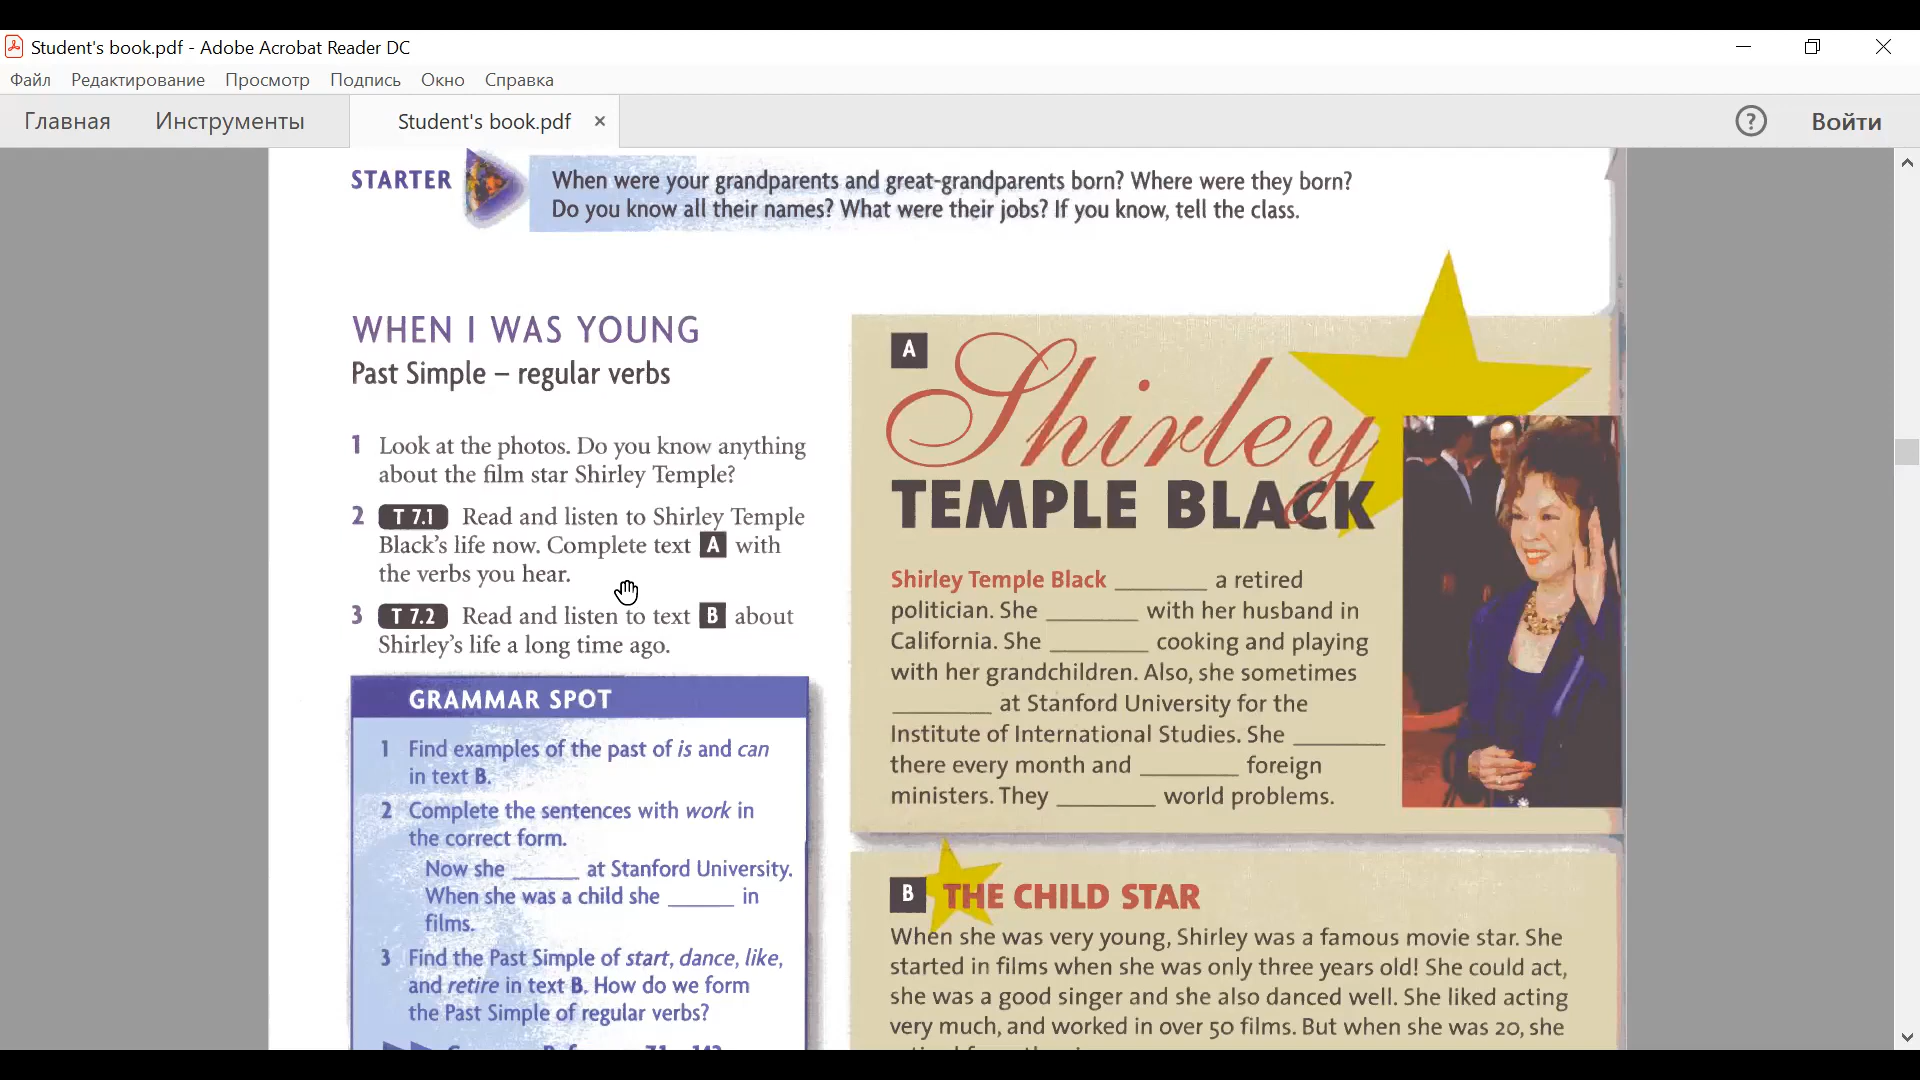 Student's book.pdf - Adobe Acrobat Reader DC
Файл Редактирование Просмотр Подпись Окно Справка
Главная Инструменты Student's book.pdf × ? Войти
STARTER
When were your grandparents and great-grandparents born? Where were they born?
Do you know all their names? What were their jobs? If you know, tell the class.
WHEN I WAS YOUNG
Past Simple – regular verbs
1 Look at the photos. Do you know anything
about the film star Shirley Temple?
2 T 7.1 Read and listen to Shirley Temple
Black's life now. Complete text A with
the verbs you hear.
3 T 7.2 Read and listen to text B about
Shirley's life a long time ago.
GRAMMAR SPOT
1 Find examples of the past of is and can
in text B.
2 Complete the sentences with work in
the correct form.
Now she ______ at Stanford University.
When she was a child she ______ in
films.
3 Find the Past Simple of start, dance, like,
and retire in text B. How do we form
the Past Simple of regular verbs?
A
Shirley
TEMPLE BLACK
Shirley Temple Black ________ a retired
politician. She ________ with her husband in
California. She ________ cooking and playing
with her grandchildren. Also, she sometimes
________ at Stanford University for the
Institute of International Studies. She ________
there every month and ________ foreign
ministers. They ________ world problems.
B THE CHILD STAR
When she was very young, Shirley was a famous movie star. She
started in films when she was only three years old! She could act,
she was a good singer and she also danced well. She liked acting
very much, and worked in over 50 films. But when she was 20, she